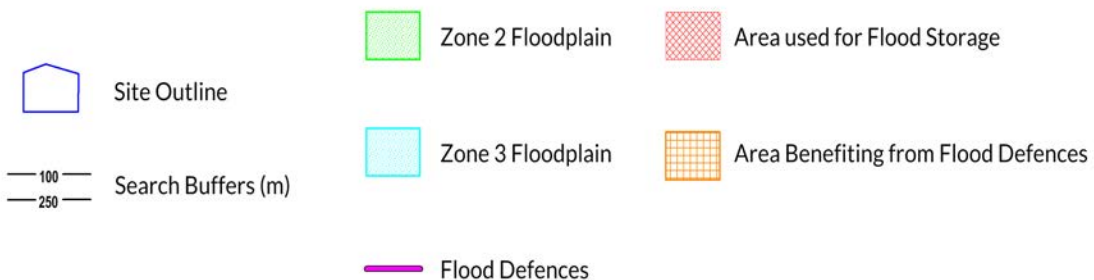 Zone 2 Floodplain
Area used for Flood Storage
Site Outline
Zone 3 Floodplain
Area Benefiting from Flood Defences
100
250
Search Buffers (m)
Flood Defences